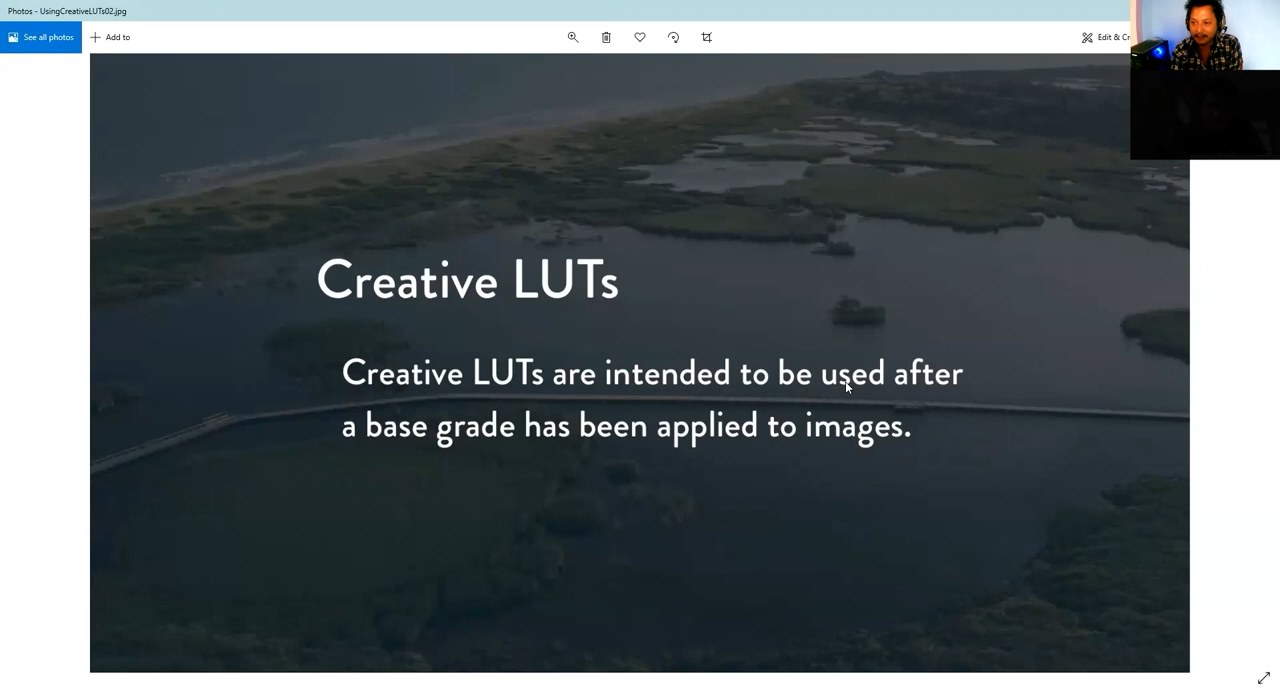 Photos - UsingCreativeLUTs02.jpg
See all photos
Add to
Edit & Cr
Creative LUTs
Creative LUTs are intended to be used after
a base grade has been applied to images.